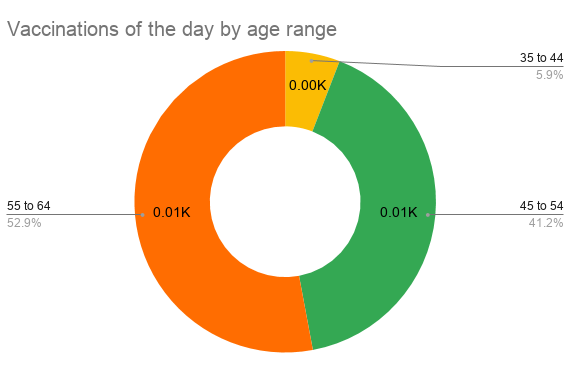 Vaccinations of the day by age range
35 to 44
5.9%
0.00K
55 to 64
52.9%
0.01K
0.01K
45 to 54
41.2%